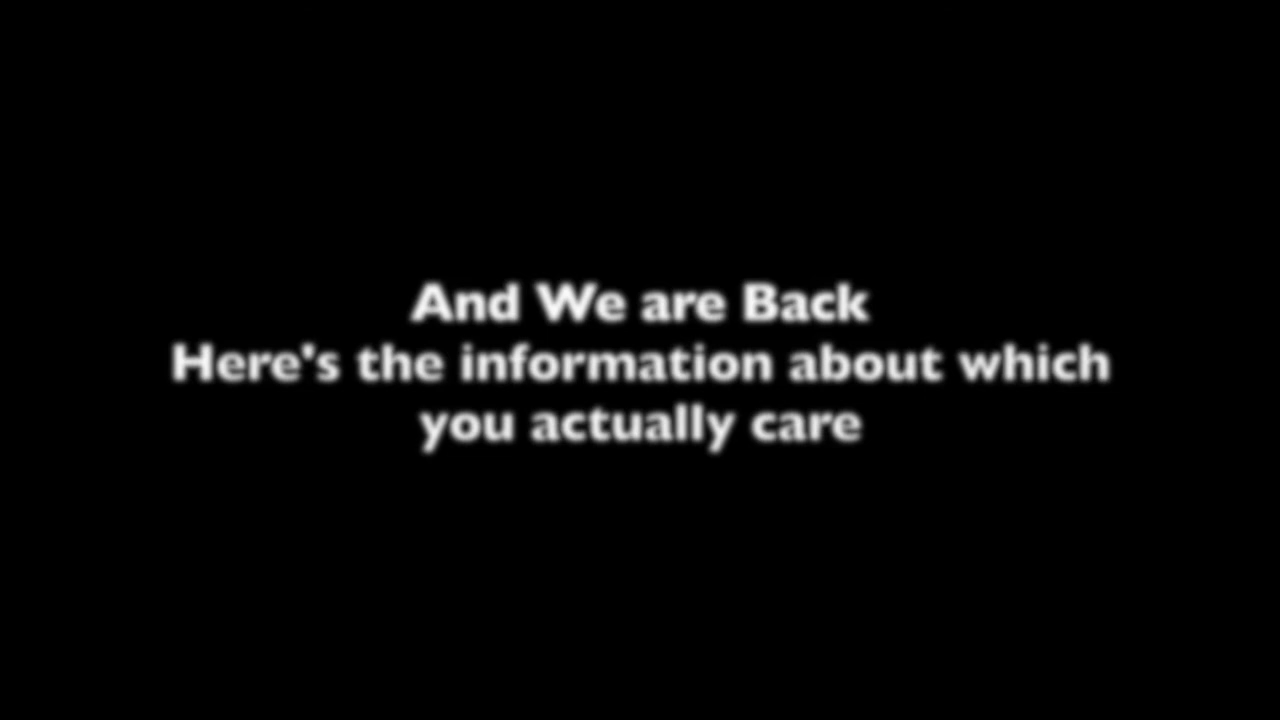 And We are Back
Here's the information about which
you actually care